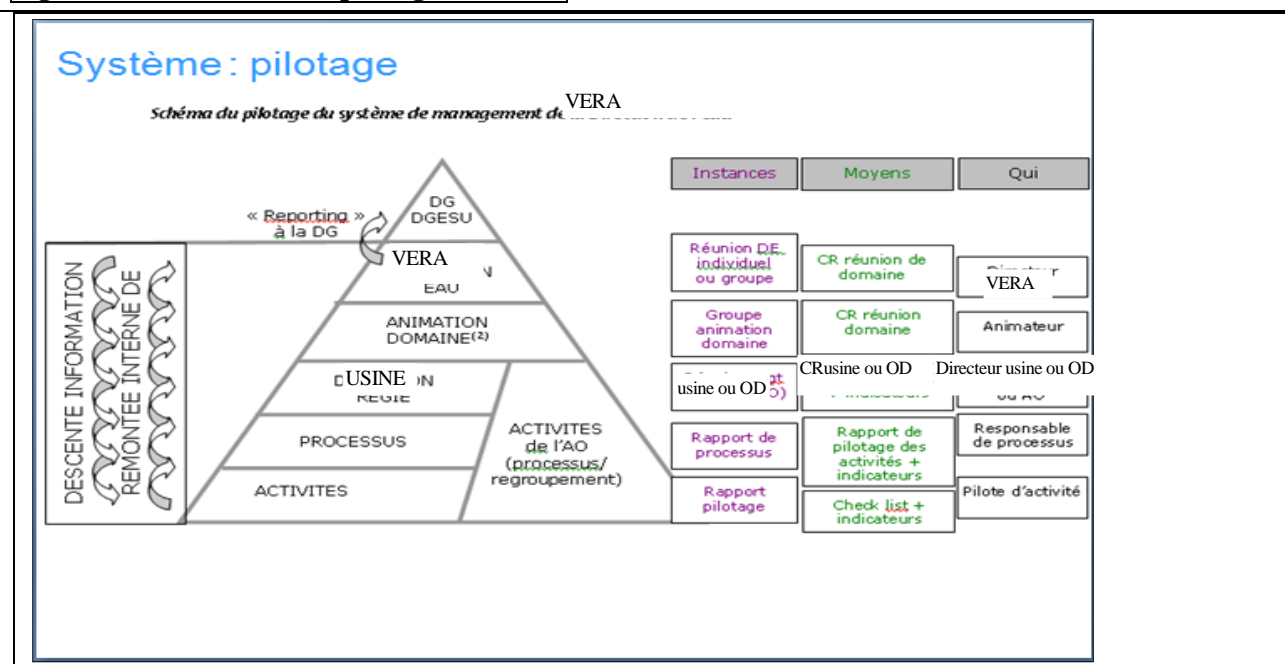 Système : pilotage
Schéma du pilotage du système de management de VERA
Instances
Moyens
Qui
DG
DGESU
« Reporting »
à la DG
VERA
EAU
ANIMATION
DOMAINE(2)
USINE
REGIE
PROCESSUS
ACTIVITES
ACTIVITES
de l'AO
(processus/
regroupement)
DESCENTE INFORMATION
REMONTEE INTERNE DE
Réunion DE
individuel
ou groupe
CR réunion de
domaine
VERA
Groupe
animation
domaine
CR réunion
domaine
Animateur
usine ou OD
CRusine ou OD
Directeur usine ou OD
ou AO
Rapport de
processus
Rapport de
pilotage des
activités +
indicateurs
Responsable
de processus
Rapport
pilotage
Check list +
indicateurs
Pilote d'activité